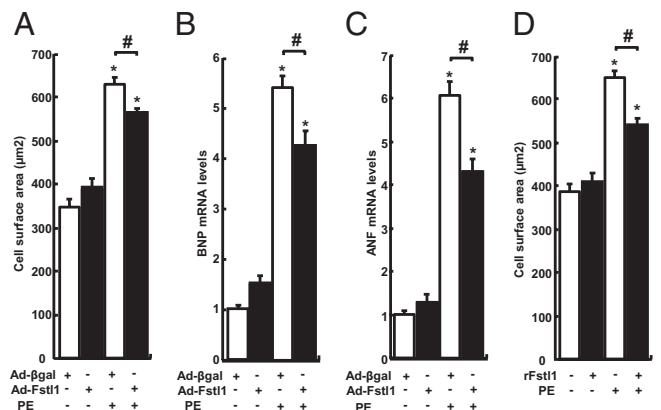 A
Cell surface area (µm2)
700
600
500
400
300
200
100
0
*
*
#
Ad-βgal + - + -
Ad-Fstl1 - + - +
PE - - + +
B
BNP mRNA levels
6
5
4
3
2
1
0
*
*
#
Ad-βgal + - + -
Ad-Fstl1 - + - +
PE - - + +
C
ANF mRNA levels
7
6
5
4
3
2
1
0
*
*
#
Ad-βgal + - + -
Ad-Fstl1 - + - +
PE - - + +
D
Cell surface area (µm2)
700
600
500
400
300
200
100
0
*
*
#
rFstl1 - + - +
PE - - + +